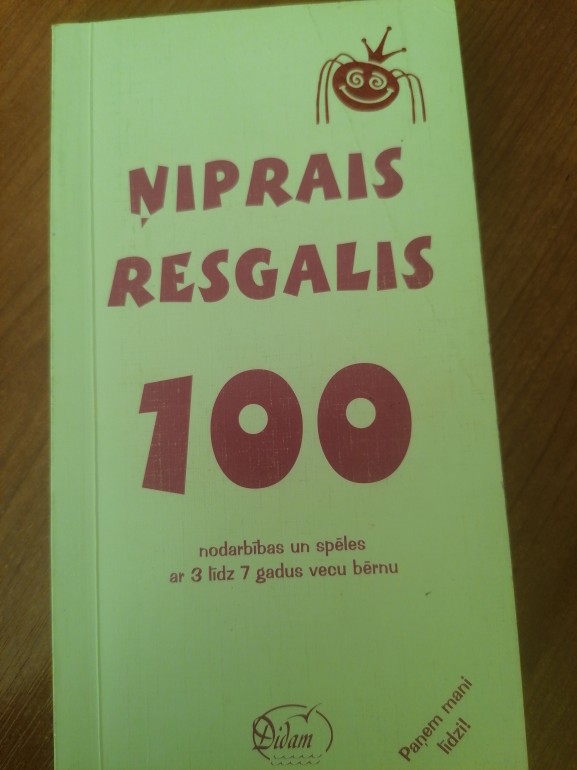 ŅIPRAIS
RESGALIS
100
nodarbības un spēles
ar 3 līdz 7 gadus vecu bērnu
Didam
Paņem mani
līdzi!